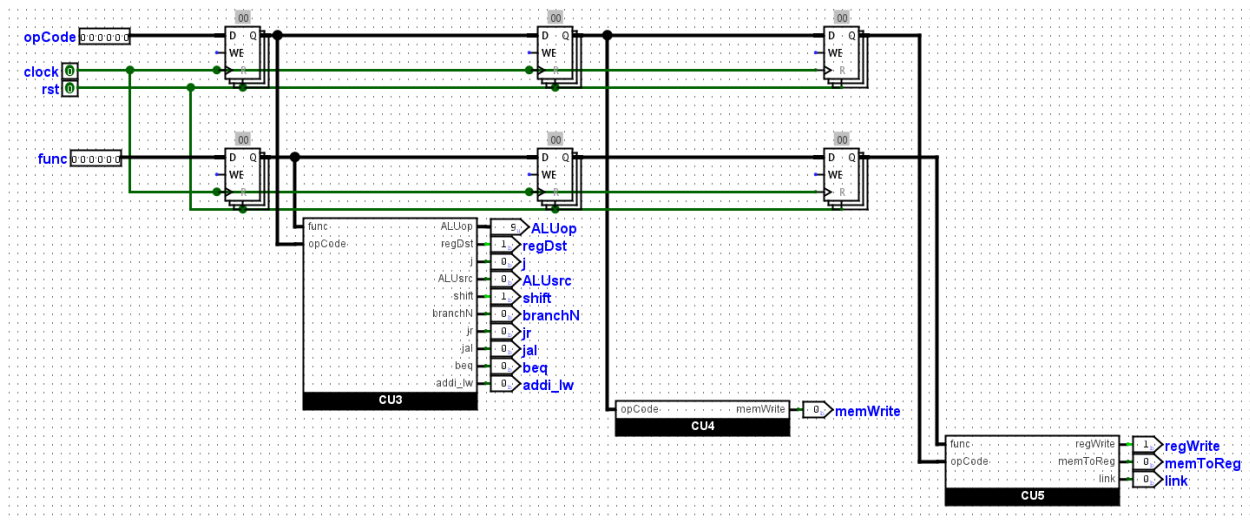 00 00 00
opCode 000000 D Q D Q D Q
WE WE WE
clock 0 R R R
rst 0
00 00 00
func 000000 D Q D Q D Q
WE WE WE
R R R
func ALUop 9 ALUop
opCode regDst 1 regDst
j 0 j
ALUsrc 0 ALUsrc
shift 1 shift
branchN 0 branchN
jr 0 jr
jal 0 jal
beq 0 beq
addi_lw 0 addi_lw
CU3
opCode memWrite 0 memWrite
CU4
func regWrite 1 regWrite
opCode memToReg 0 memToReg
link 0 link
CU5